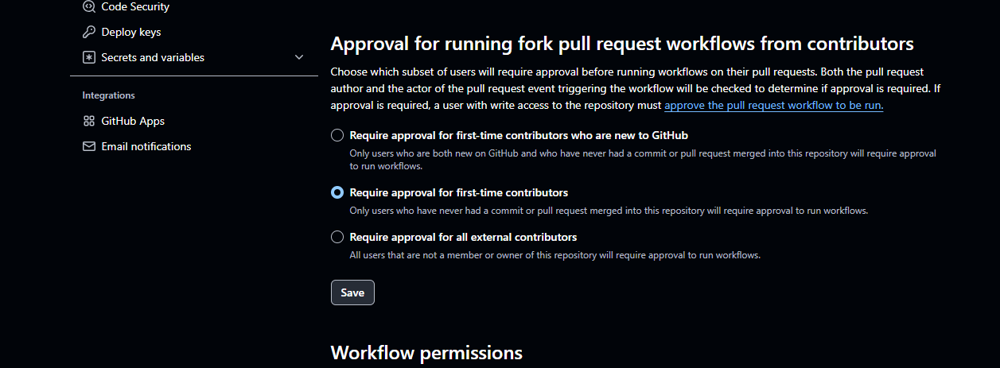 Code Security
Deploy keys
Secrets and variables
Integrations
GitHub Apps
Email notifications
Approval for running fork pull request workflows from contributors
Choose which subset of users will require approval before running workflows on their pull requests. Both the pull request
author and the actor of the pull request event triggering the workflow will be checked to determine if approval is required. If
approval is required, a user with write access to the repository must approve the pull request workflow to be run.
Require approval for first-time contributors who are new to GitHub
Only users who are both new on GitHub and who have never had a commit or pull request merged into this repository will require approval
to run workflows.
Require approval for first-time contributors
Only users who have never had a commit or pull request merged into this repository will require approval to run workflows.
Require approval for all external contributors
All users that are not a member or owner of this repository will require approval to run workflows.
Save
Workflow permissions